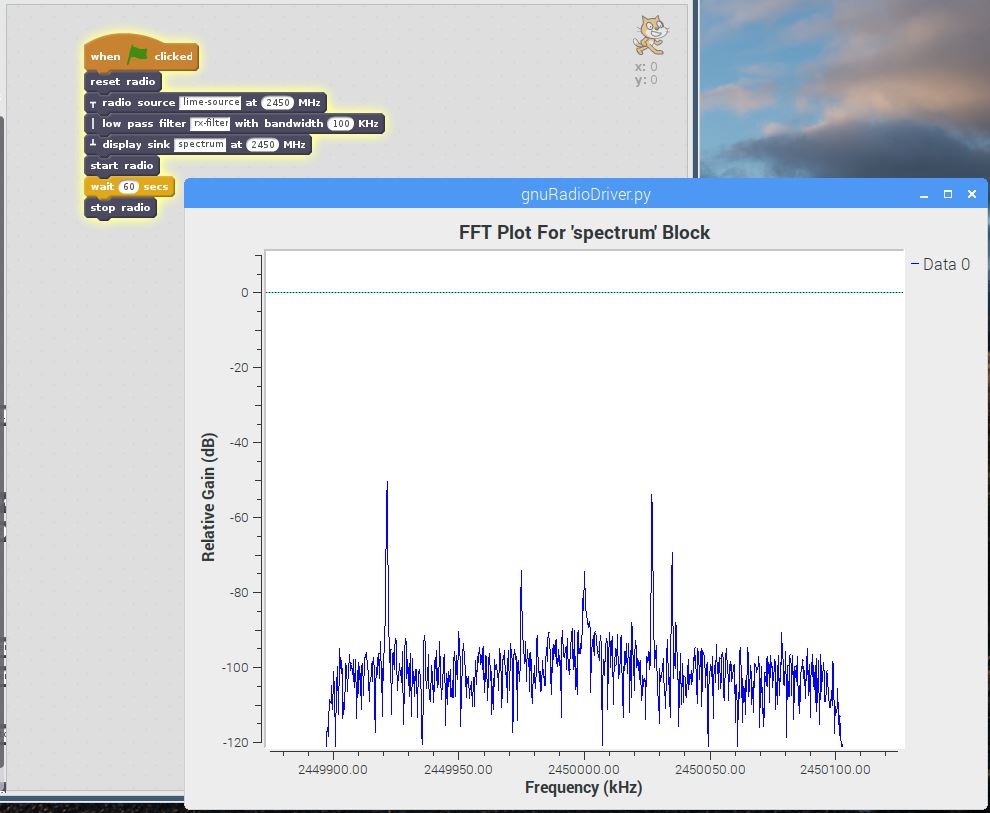 when clicked
reset radio
radio source lime-source at 2450 MHz
low pass filter rx-filter with bandwidth 100 KHz
display sink spectrum at 2450 MHz
start radio
wait 60 secs
stop radio
x: 0
y: 0
gnuRadioDriver.py
FFT Plot For 'spectrum' Block
Data 0
Relative Gain (dB)
0
-20
-40
-60
-80
-100
-120
2449900.00 2449950.00 2450000.00 2450050.00 2450100.00
Frequency (kHz)